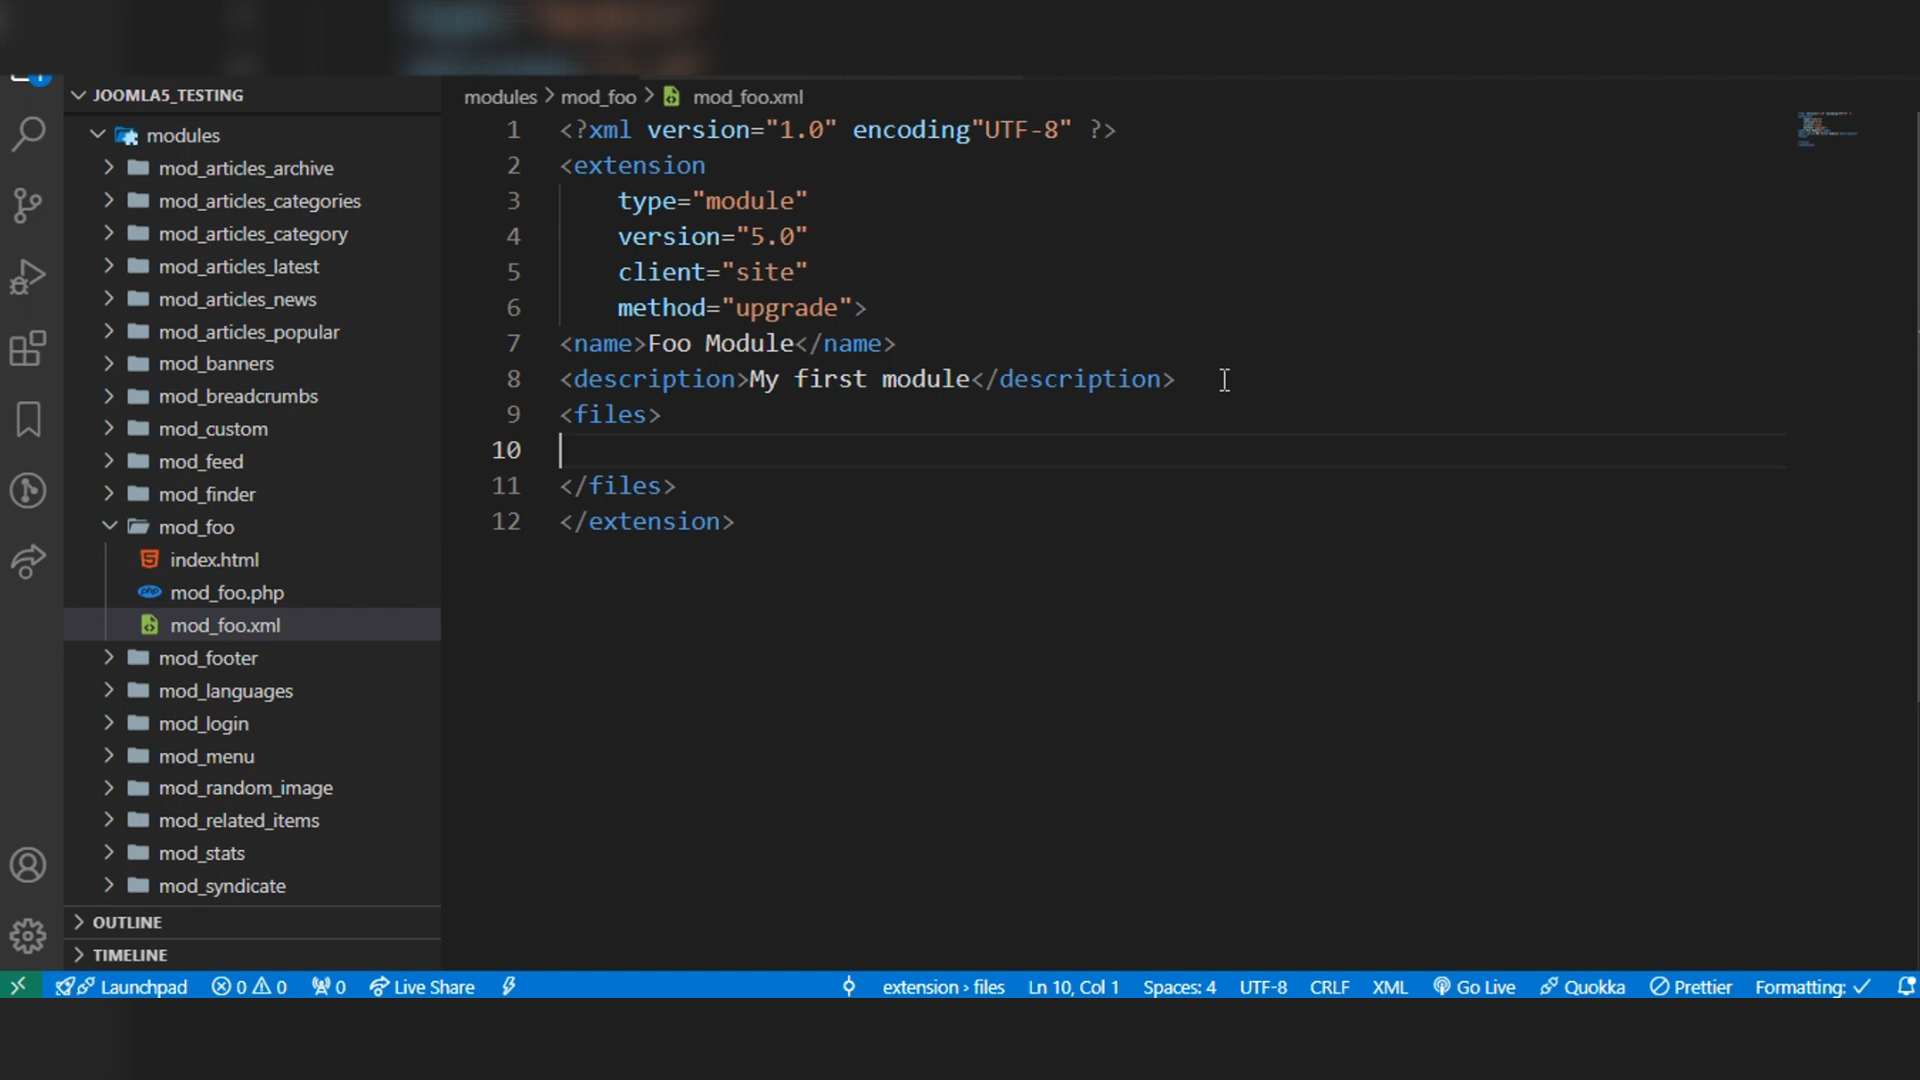 JOOMLA5_TESTING
modules
mod_articles_archive
mod_articles_categories
mod_articles_category
mod_articles_latest
mod_articles_news
mod_articles_popular
mod_banners
mod_breadcrumbs
mod_custom
mod_feed
mod_finder
mod_foo
index.html
mod_foo.php
mod_foo.xml
mod_footer
mod_languages
mod_login
mod_menu
mod_random_image
mod_related_items
mod_stats
mod_syndicate
OUTLINE
TIMELINE
modules > mod_foo > mod_foo.xml
1 <?xml version="1.0" encoding"UTF-8" ?>
2 <extension
3 type="module"
4 version="5.0"
5 client="site"
6 method="upgrade">
7 <name>Foo Module</name>
8 <description>My first module</description>
9 <files>
10
11 </files>
12 </extension>
Launchpad 0 0 0 Live Share extension › files Ln 10, Col 1 Spaces: 4 UTF-8 CRLF XML Go Live Quokka Prettier Formatting: ✓